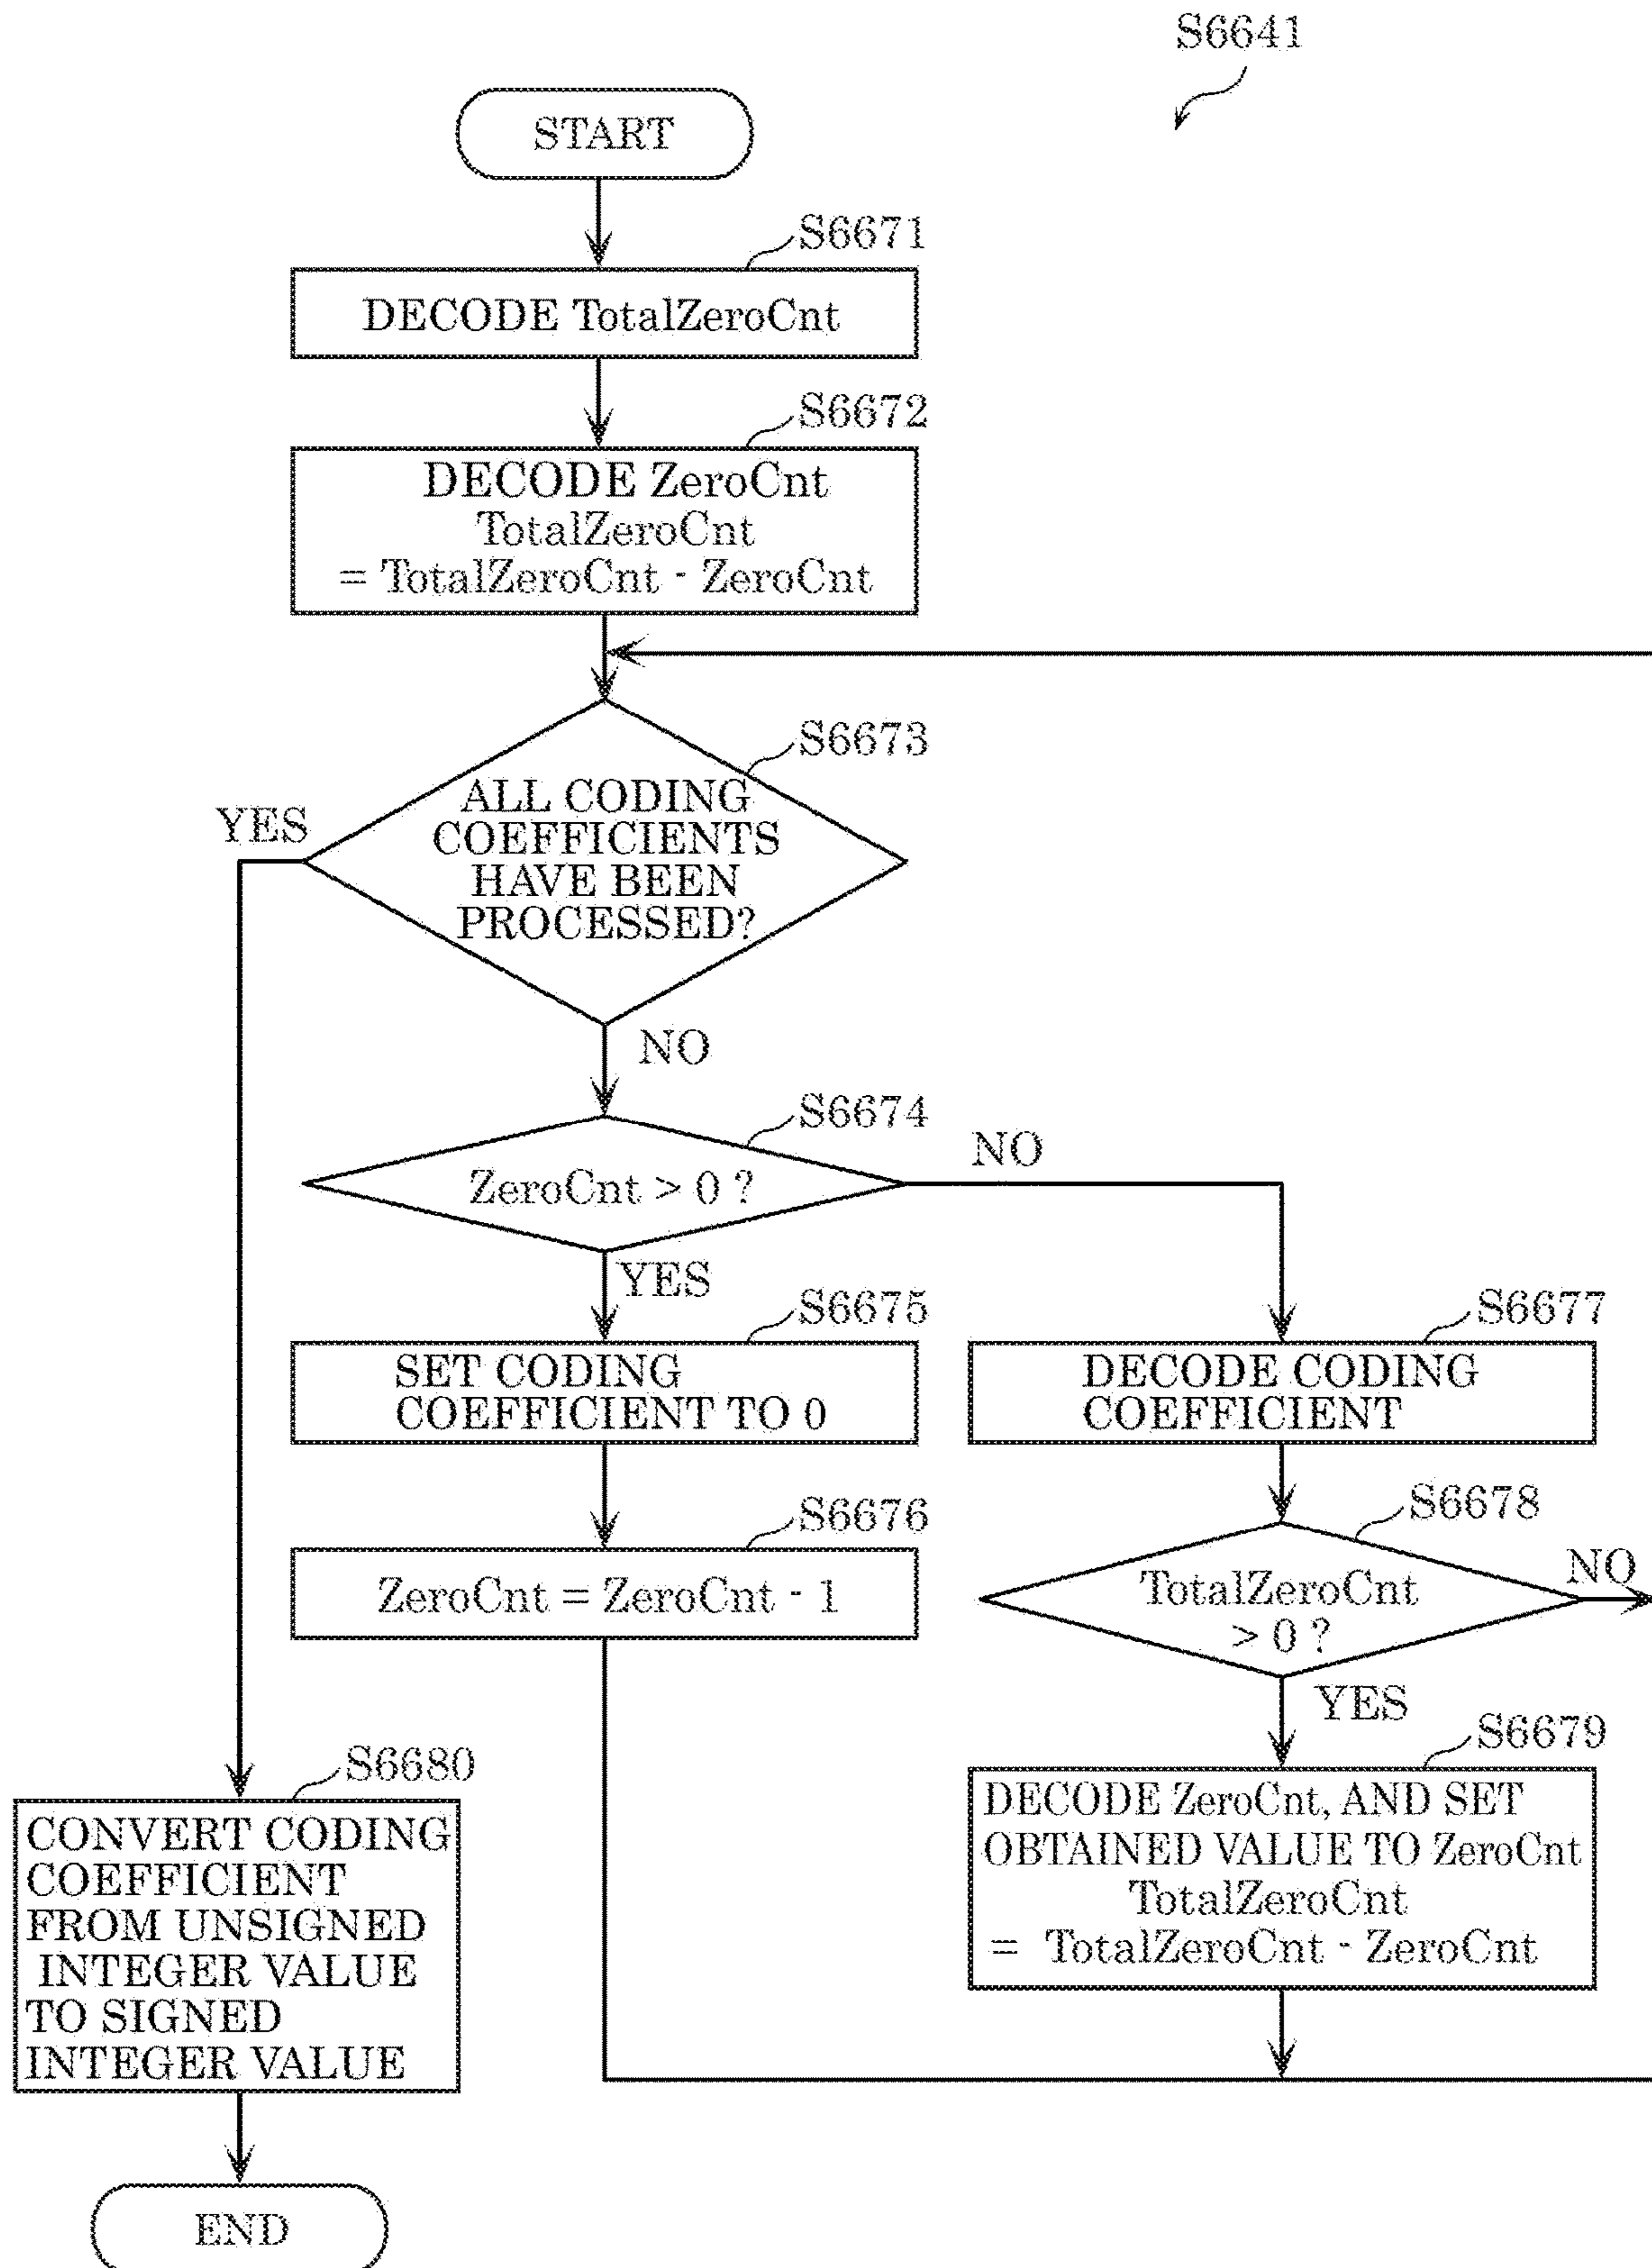 S6641
START
S6671
DECODE TotalZeroCnt
S6672
DECODE ZeroCnt
TotalZeroCnt
= TotalZeroCnt - ZeroCnt
S6673
ALL CODING
COEFFICIENTS
HAVE BEEN
PROCESSED?
YES
NO
S6674
ZeroCnt > 0 ?
NO
YES
S6675
SET CODING
COEFFICIENT TO 0
S6676
ZeroCnt = ZeroCnt - 1
S6677
DECODE CODING
COEFFICIENT
S6678
TotalZeroCnt
> 0 ?
NO
YES
S6679
DECODE ZeroCnt, AND SET
OBTAINED VALUE TO ZeroCnt
TotalZeroCnt
= TotalZeroCnt - ZeroCnt
S6680
CONVERT CODING
COEFFICIENT
FROM UNSIGNED
INTEGER VALUE
TO SIGNED
INTEGER VALUE
END